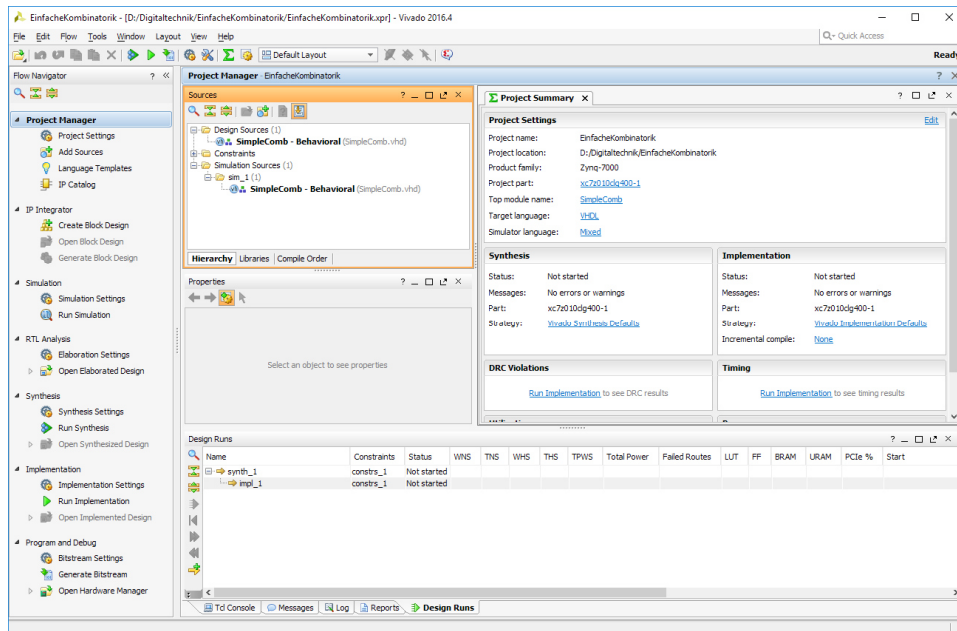 EinfacheKombinatorik - [D:/Digitaltechnik/EinfacheKombinatorik/EinfacheKombinatorik.xpr] - Vivado 2016.4
File Edit Flow Tools Window Layout View Help
Quick Access
Default Layout
Ready
Flow Navigator
Project Manager
Project Settings
Add Sources
Language Templates
IP Catalog
IP Integrator
Create Block Design
Open Block Design
Generate Block Design
Simulation
Simulation Settings
Run Simulation
RTL Analysis
Elaboration Settings
Open Elaborated Design
Synthesis
Synthesis Settings
Run Synthesis
Open Synthesized Design
Implementation
Implementation Settings
Run Implementation
Open Implemented Design
Program and Debug
Bitstream Settings
Generate Bitstream
Open Hardware Manager
Project Manager - EinfacheKombinatorik
Sources
Design Sources (1)
SimpleComb - Behavioral (SimpleComb.vhd)
Constraints
Simulation Sources (1)
sim_1 (1)
SimpleComb - Behavioral (SimpleComb.vhd)
Hierarchy Libraries Compile Order
Properties
Select an object to see properties
Project Summary
Project Settings Edit
Project name: EinfacheKombinatorik
Project location: D:/Digitaltechnik/EinfacheKombinatorik
Product family: Zynq-7000
Project part: xc7z010clg400-1
Top module name: SimpleComb
Target language: VHDL
Simulator language: Mixed
Synthesis
Status: Not started
Messages: No errors or warnings
Part: xc7z010clg400-1
Strategy: Vivado Synthesis Defaults
Implementation
Status: Not started
Messages: No errors or warnings
Part: xc7z010clg400-1
Strategy: Vivado Implementation Defaults
Incremental compile: None
DRC Violations
Run Implementation to see DRC results
Timing
Run Implementation to see timing results
Design Runs
Name Constraints Status WNS TNS WHS THS TPWS Total Power Failed Routes LUT FF BRAM URAM PCIe % Start
synth_1 constrs_1 Not started
impl_1 constrs_1 Not started
Tcl Console Messages Log Reports Design Runs